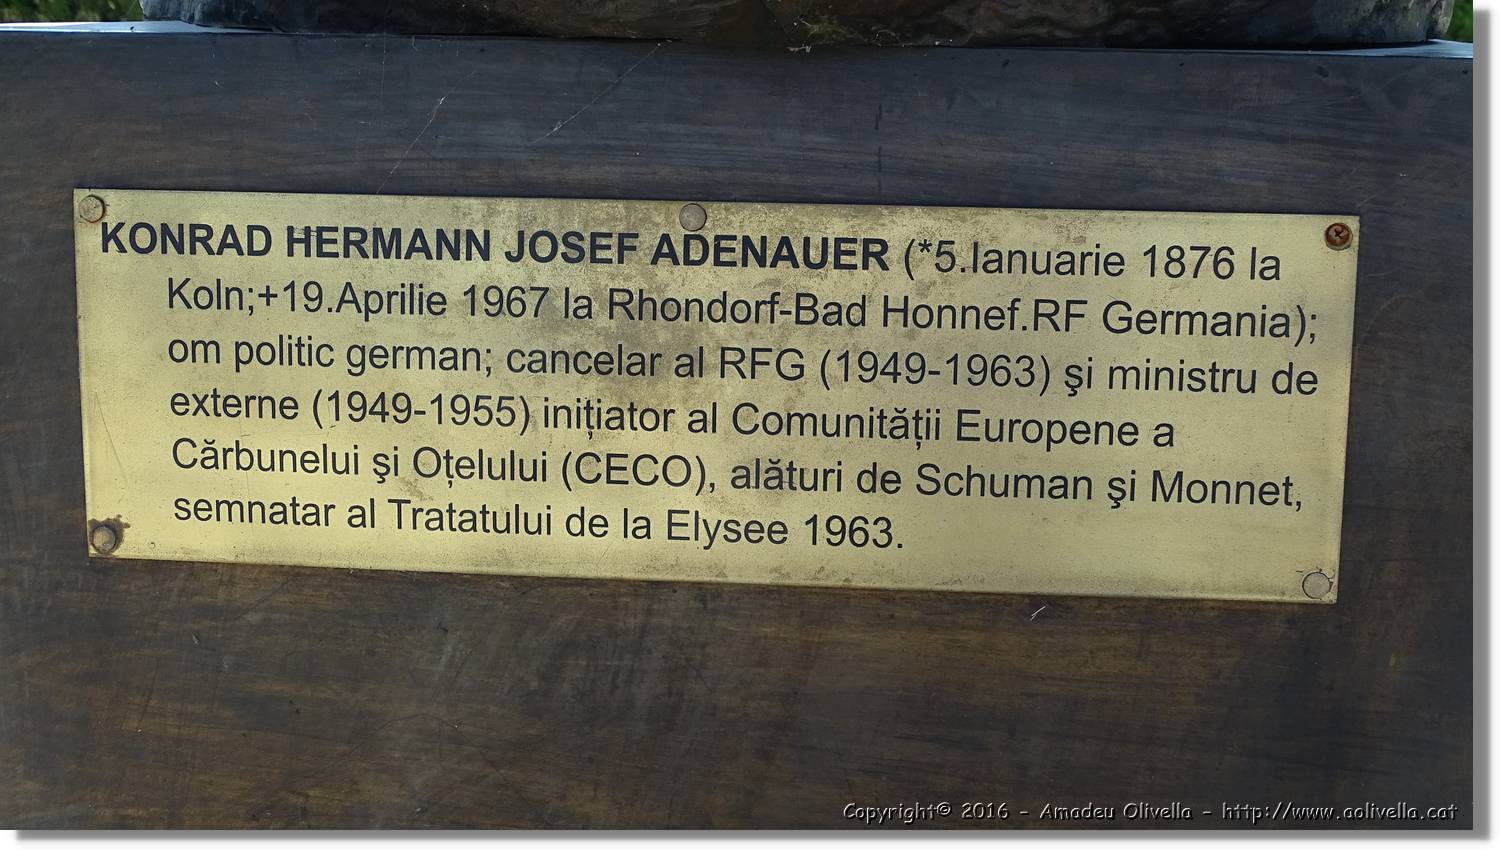 KONRAD HERMANN JOSEF ADENAUER (*5.Ianuarie 1876 la
Koln;+19.Aprilie 1967 la Rhondorf-Bad Honnef.RF Germania);
om politic german; cancelar al RFG (1949-1963) şi ministru de
externe (1949-1955) inițiator al Comunității Europene a
Cărbunelui şi Oțelului (CECO), alături de Schuman şi Monnet,
semnatar al Tratatului de la Elysee 1963.
Copyright© 2016 - Amadeu Olivella - http://www.aolivella.cat